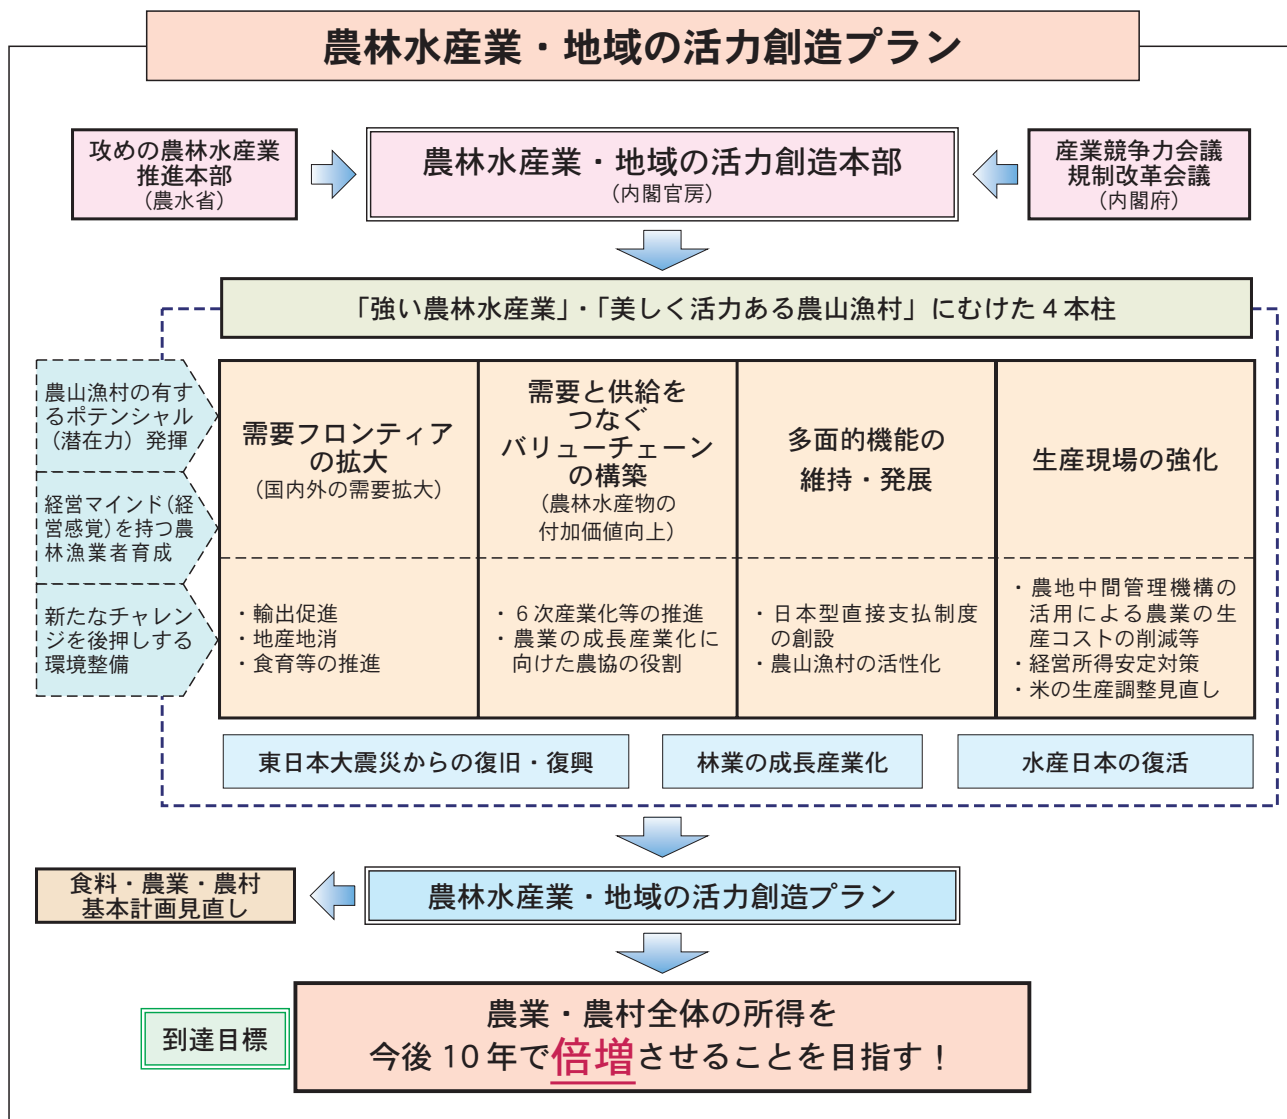 農林水産業・地域の活力創造プラン
攻めの農林水産業
推進本部
（農水省）
農林水産業・地域の活力創造本部
（内閣官房）
産業競争力会議
規制改革会議
（内閣府）
「強い農林水産業」・「美しく活力ある農山漁村」にむけた４本柱
農山漁村の有す
るポテンシャル
（潜在力）発揮
経営マインド（経
営感覚）を持つ農
林漁業者育成
新たなチャレン
ジを後押しする
環境整備
需要フロンティア
の拡大
（国内外の需要拡大）
・輸出促進
・地産地消
・食育等の推進
需要と供給を
つなぐ
バリューチェーン
の構築
（農林水産物の
付加価値向上）
・６次産業化等の推進
・農業の成長産業化に
向けた農協の役割
多面的機能の
維持・発展
・日本型直接支払制度
の創設
・農山漁村の活性化
生産現場の強化
・農地中間管理機構の
活用による農業の生
産コストの削減等
・経営所得安定対策
・米の生産調整見直し
東日本大震災からの復旧・復興
林業の成長産業化
水産日本の復活
食料・農業・農村
基本計画見直し
農林水産業・地域の活力創造プラン
到達目標
農業・農村全体の所得を
今後10年で倍増させることを目指す！